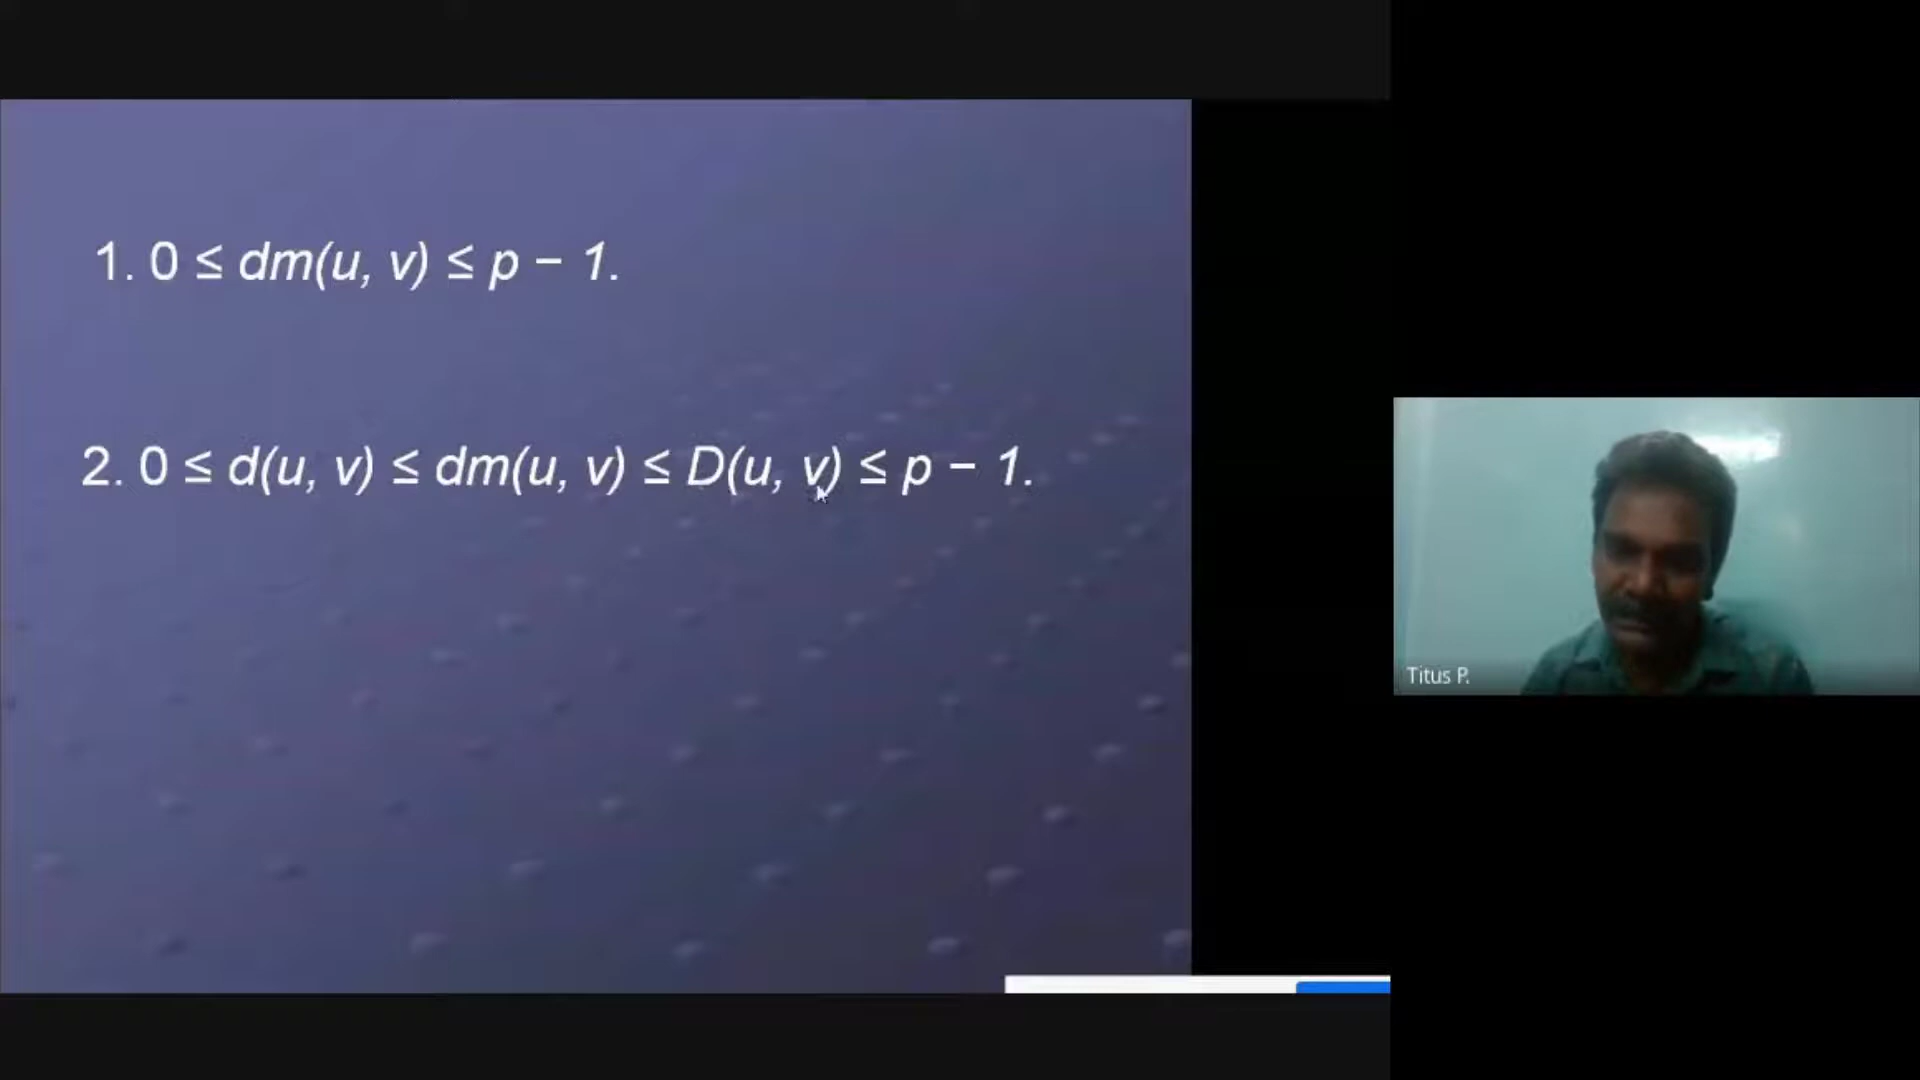 1. 0 ≤ dm(u, v) ≤ p − 1.
2. 0 ≤ d(u, v) ≤ dm(u, v) ≤ D(u, v) ≤ p − 1.
Titus P.